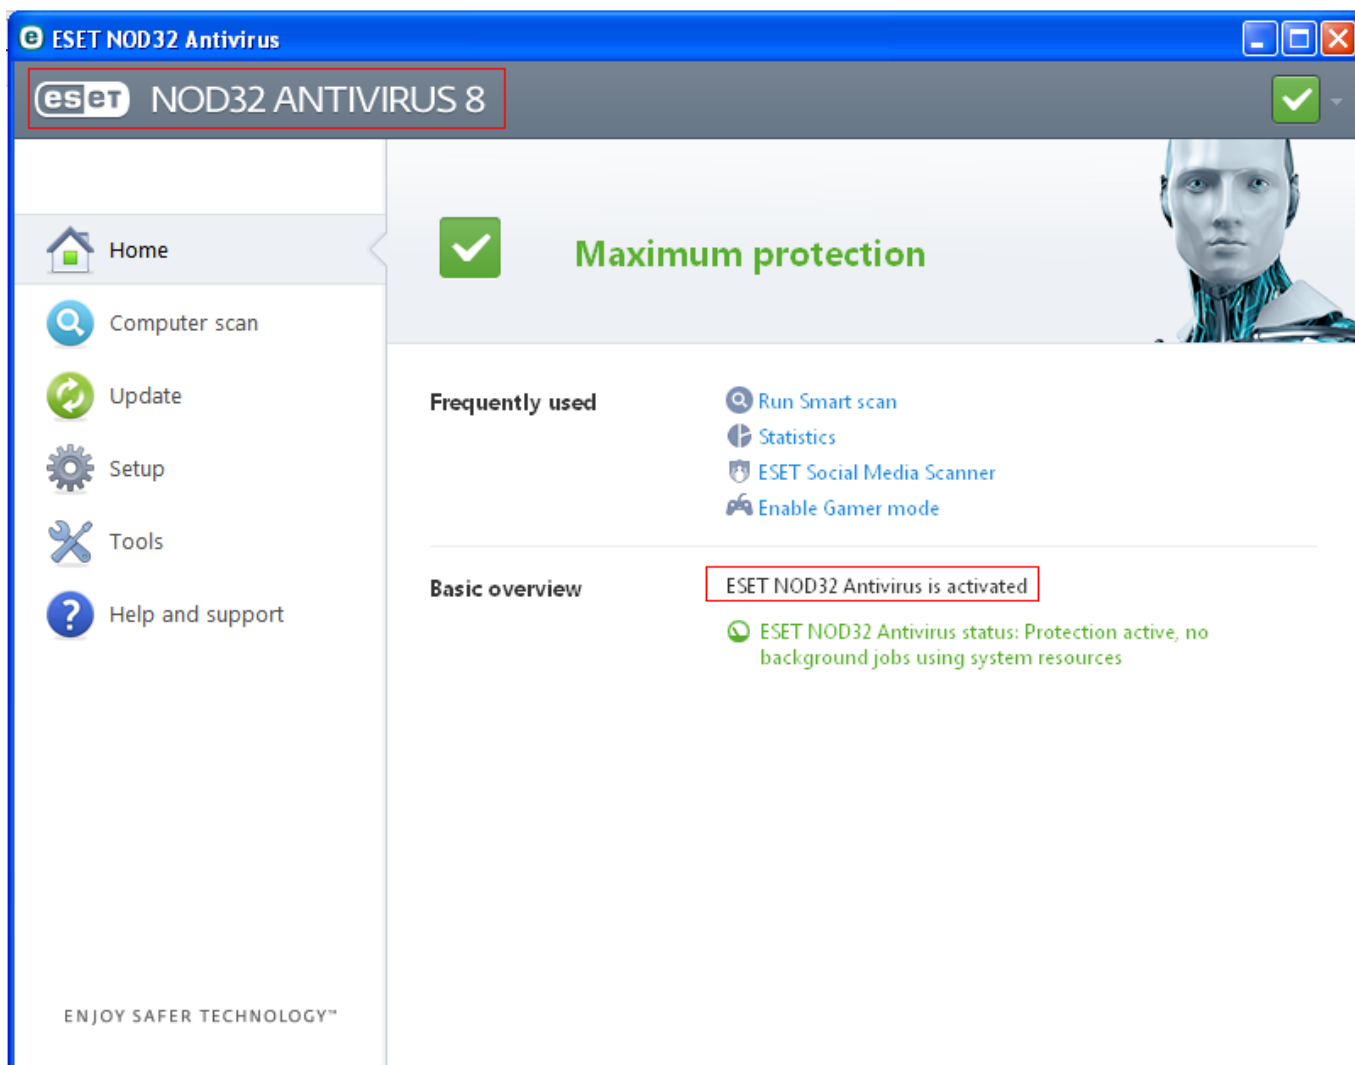 ESET NOD32 Antivirus
eset NOD32 ANTIVIRUS 8
Home
Computer scan
Update
Setup
Tools
Help and support
ENJOY SAFER TECHNOLOGY™
Maximum protection
Frequently used
Run Smart scan
Statistics
ESET Social Media Scanner
Enable Gamer mode
Basic overview
ESET NOD32 Antivirus is activated
ESET NOD32 Antivirus status: Protection active, no
background jobs using system resources